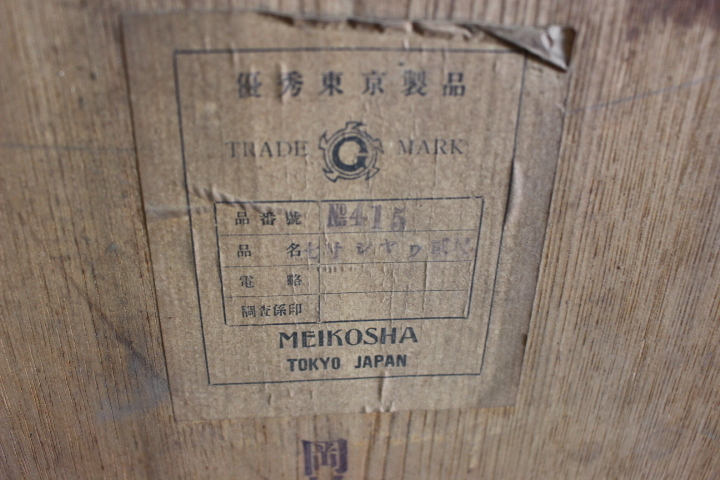 優秀東京製品
TRADE G MARK
品番號 №415
品名
電略
調査係印
MEIKOSHA
TOKYO JAPAN